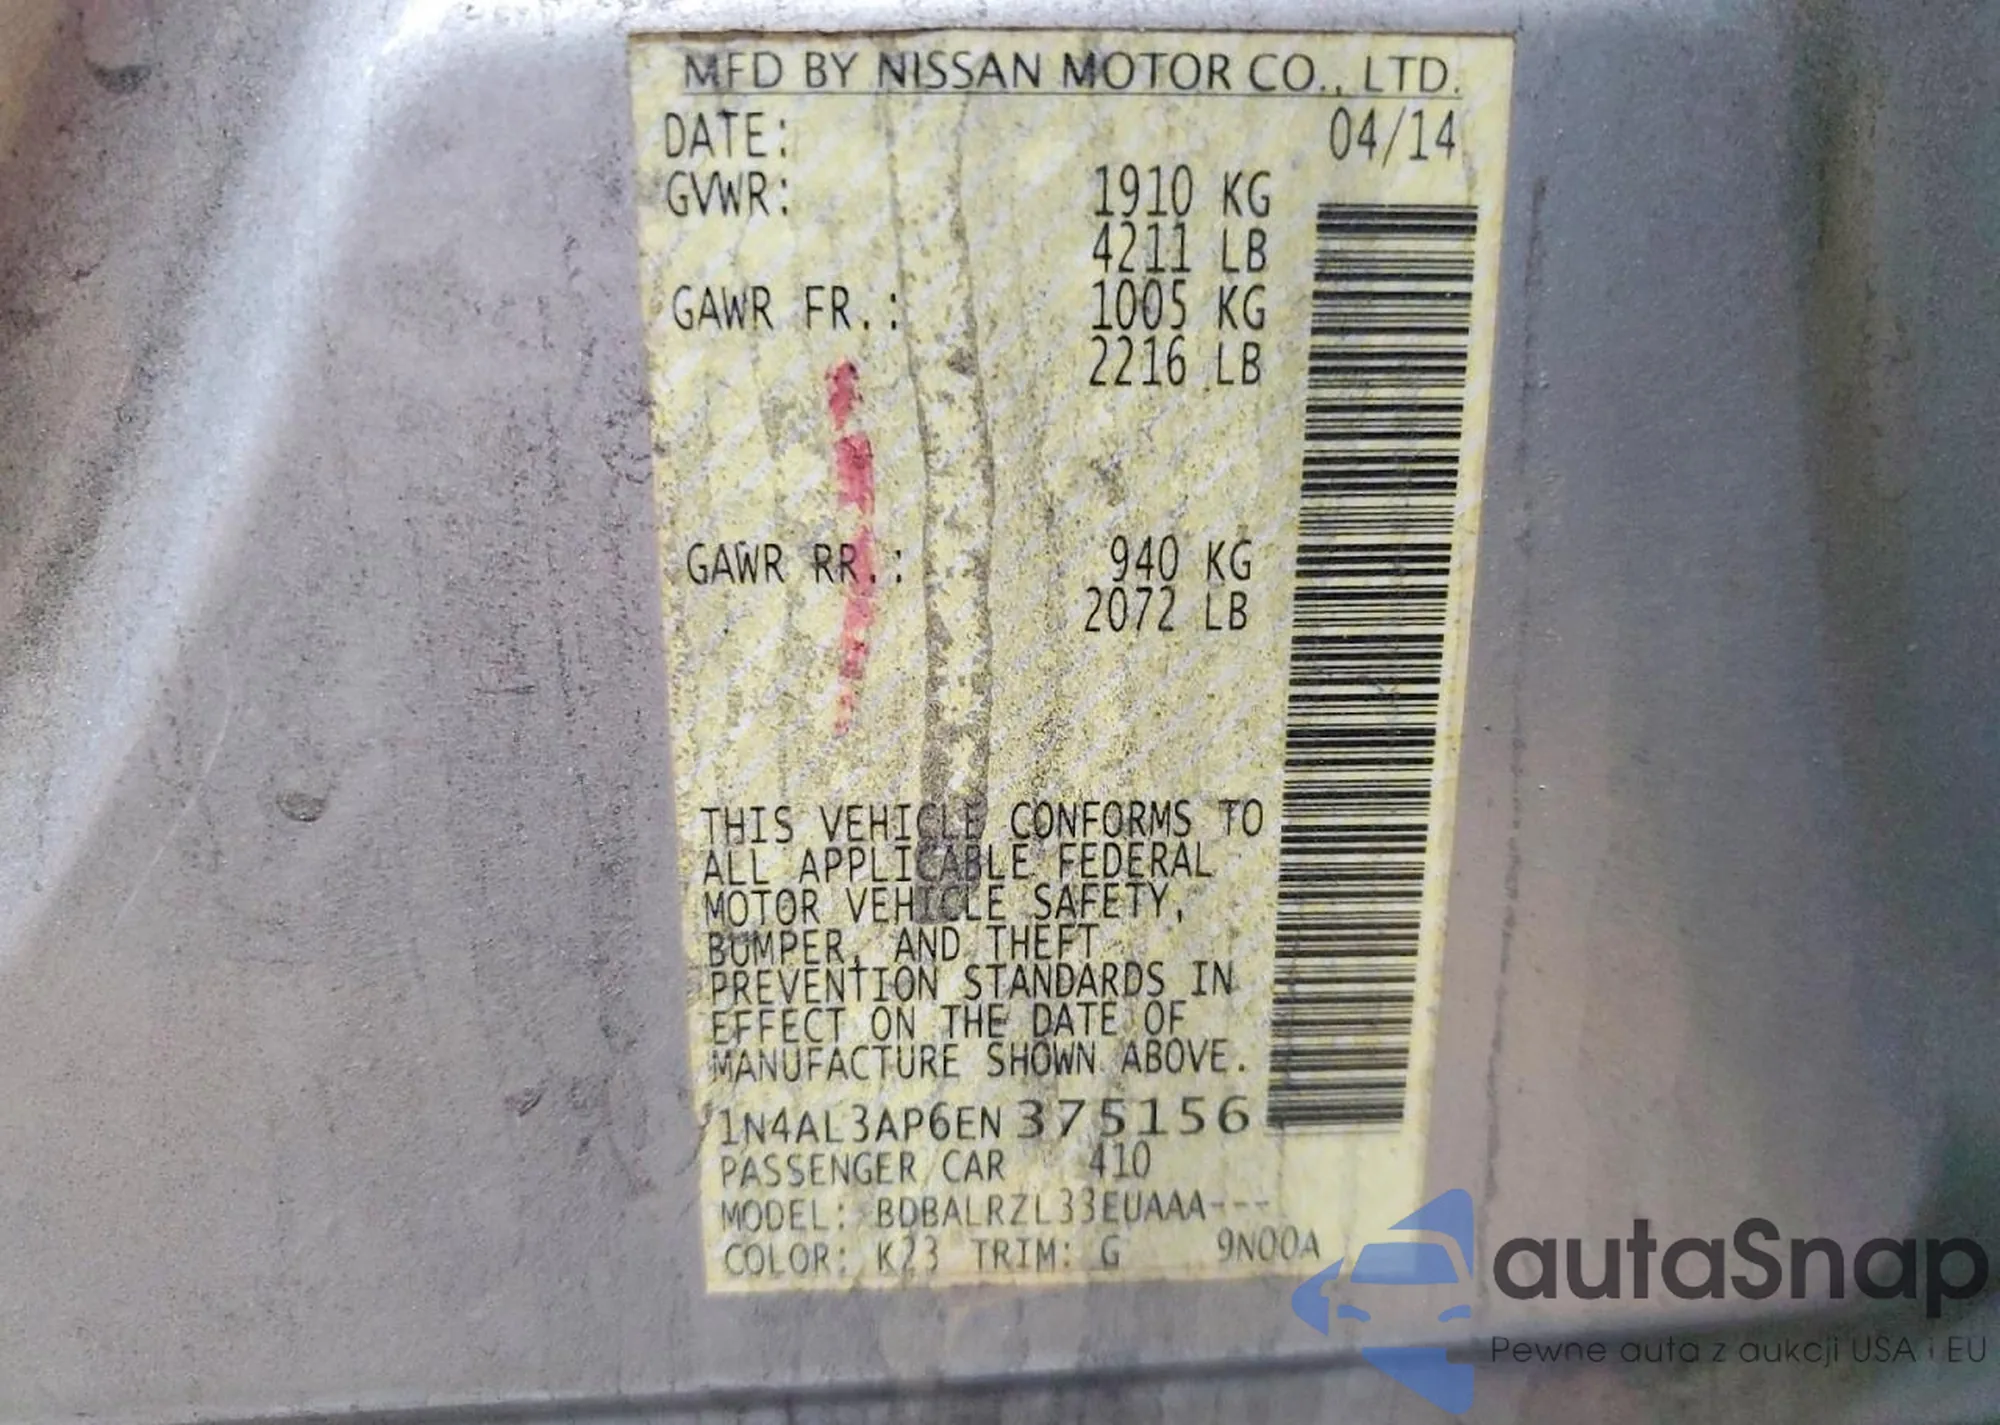 MFD BY NISSAN MOTOR CO., LTD.
DATE: 04/14
GVWR: 1910 KG
4211 LB
GAWR FR.: 1005 KG
2216 LB
GAWR RR.: 940 KG
2072 LB
THIS VEHICLE CONFORMS TO
ALL APPLICABLE FEDERAL
MOTOR VEHICLE SAFETY,
BUMPER, AND THEFT
PREVENTION STANDARDS IN
EFFECT ON THE DATE OF
MANUFACTURE SHOWN ABOVE.
1N4AL3AP6EN375156
PASSENGER CAR 410
MODEL: BDBALRZL33EUAAA---
COLOR: K23 TRIM: G 9N00A
autaSnap
Pewne auta z aukcji USA i EU